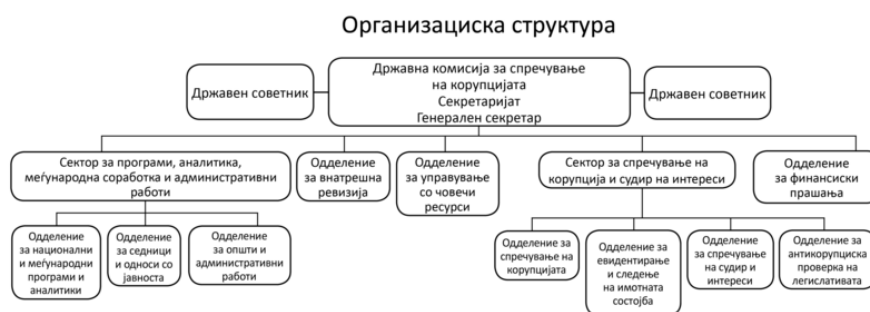 Организациска структура
Државен советник
Државна комисија за спречување
на корупцијата
Секретаријат
Генерален секретар
Државен советник
Сектор за програми, аналитика,
меѓународна соработка и административни
работи
Одделение
за внатрешна
ревизија
Одделение
за управување
со човечи
ресурси
Сектор за спречување на
корупција и судир на интереси
Одделение
за финансиски
прашања
Одделение
за национални
и меѓународни
програми и
аналитики
Одделение
за седници
и односи со
јавноста
Одделение
за општи и
административни
работи
Одделение за
спречување на
корупцијата
Одделение за
евидентирање
и следење
на имотната
состојба
Одделение
за спречување
на судир и
интереси
Одделение за
антикорупциска
проверка на
легислативата